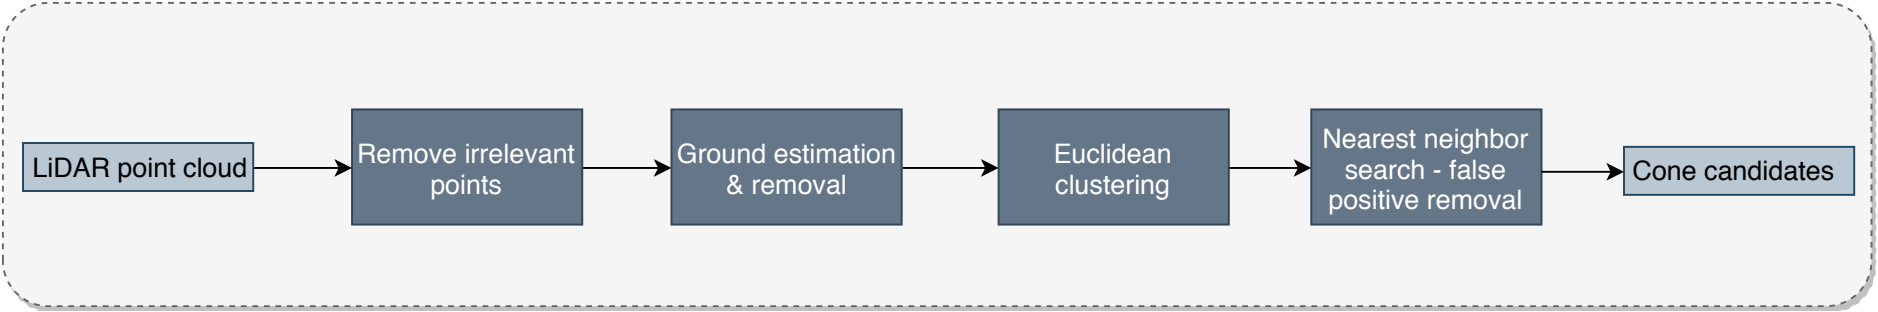 LiDAR point cloud
Remove irrelevant
points
Ground estimation
& removal
Euclidean
clustering
Nearest neighbor
search - false
positive removal
Cone candidates